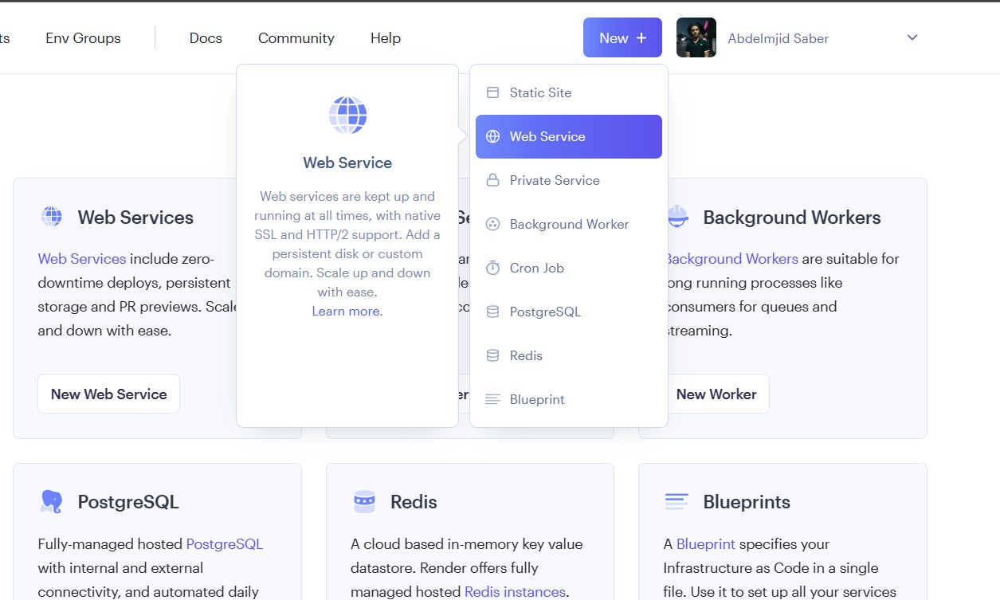 ts
Env Groups
Docs
Community
Help
New +
Abdelmjid Saber
Web Service
Web services are kept up and
running at all times, with native
SSL and HTTP/2 support. Add a
persistent disk or custom
domain. Scale up and down
with ease.
Learn more.
Static Site
Web Service
Private Service
Background Worker
Cron Job
PostgreSQL
Redis
Blueprint
Web Services
Web Services include zero-
downtime deploys, persistent
storage and PR previews. Scale
and down with ease.
New Web Service
Background Workers
Background Workers are suitable for
long running processes like
consumers for queues and
streaming.
New Worker
PostgreSQL
Fully-managed hosted PostgreSQL
with internal and external
connectivity, and automated daily
Redis
A cloud based in-memory key value
datastore. Render offers fully
managed hosted Redis instances.
Blueprints
A Blueprint specifies your
Infrastructure as Code in a single
file. Use it to set up all your services